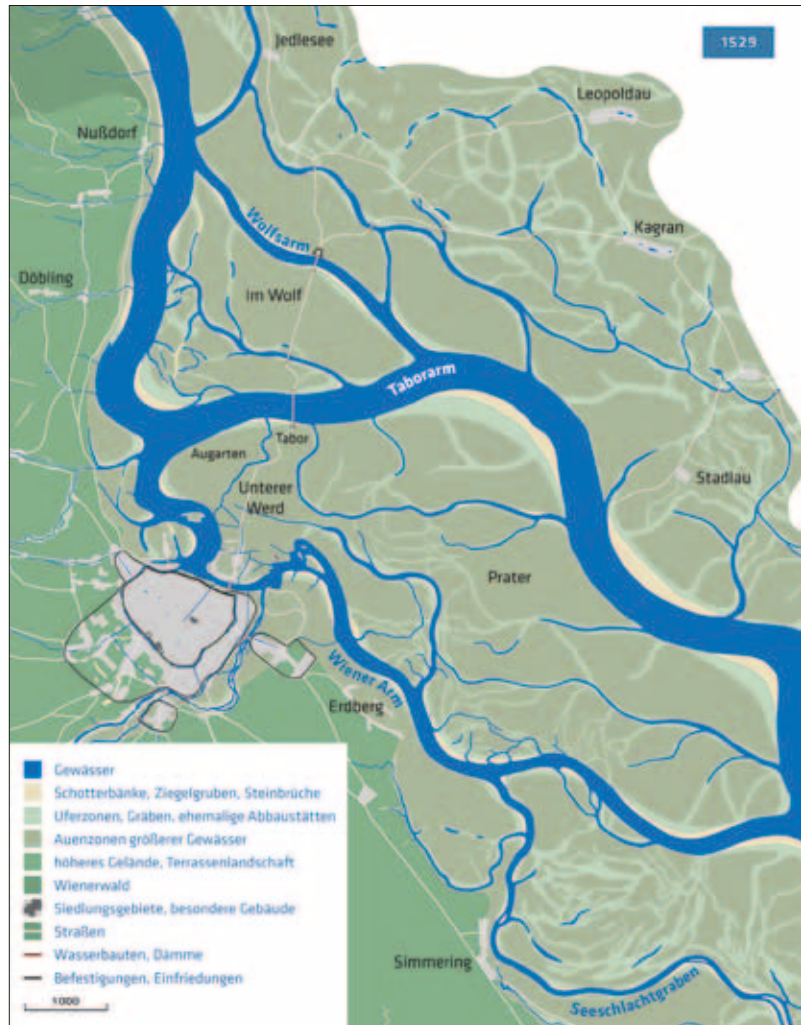 1529
Jedlesee
Leopoldau
Nußdorf
Kagran
Wolfsarm
Döbling
Im Wolf
Taborarm
Augarten
Tabor
Unterer
Werd
Stadlau
Prater
Wiener Arm
Erdberg
Gewässer
Schotterbänke, Ziegelgruben, Steinbrüche
Uferzonen, Gräben, ehemalige Abbaustätten
Auenzonen größerer Gewässer
höheres Gelände, Terrassenlandschaft
Wienerwald
Siedlungsgebiete, besondere Gebäude
Straßen
Wasserbauten, Dämme
Befestigungen, Einfriedungen
1000
Simmering
Seeschlachtgraben